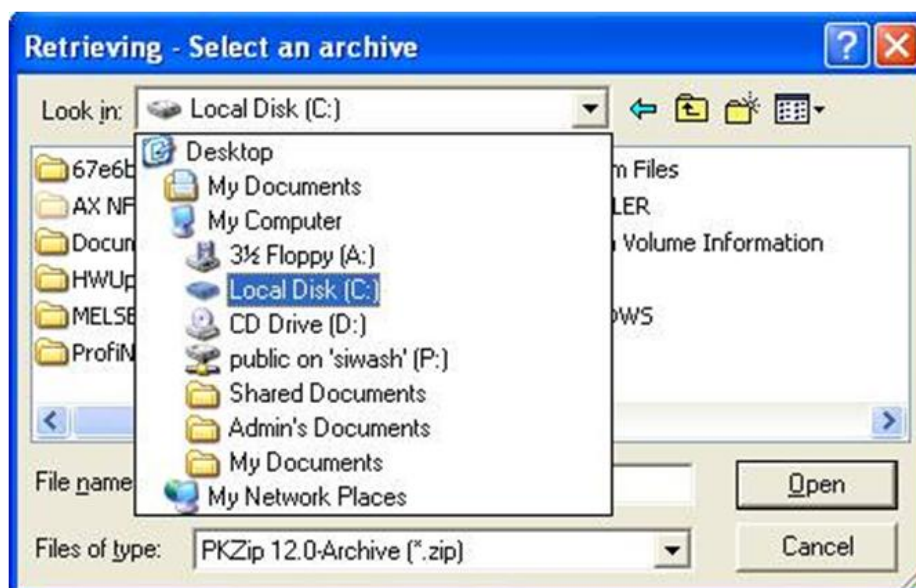 Retrieving - Select an archive
Look in: Local Disk (C:)
Desktop
My Documents
My Computer
3½ Floppy (A:)
Local Disk (C:)
CD Drive (D:)
public on 'siwash' (P:)
Shared Documents
Admin's Documents
My Documents
My Network Places
67e6b
AX NF
Docum
HWUp
MELSE
ProfiN
m Files
LER
Volume Information
OWS
File name
Open
Files of type: PKZip 12.0-Archive (*.zip)
Cancel